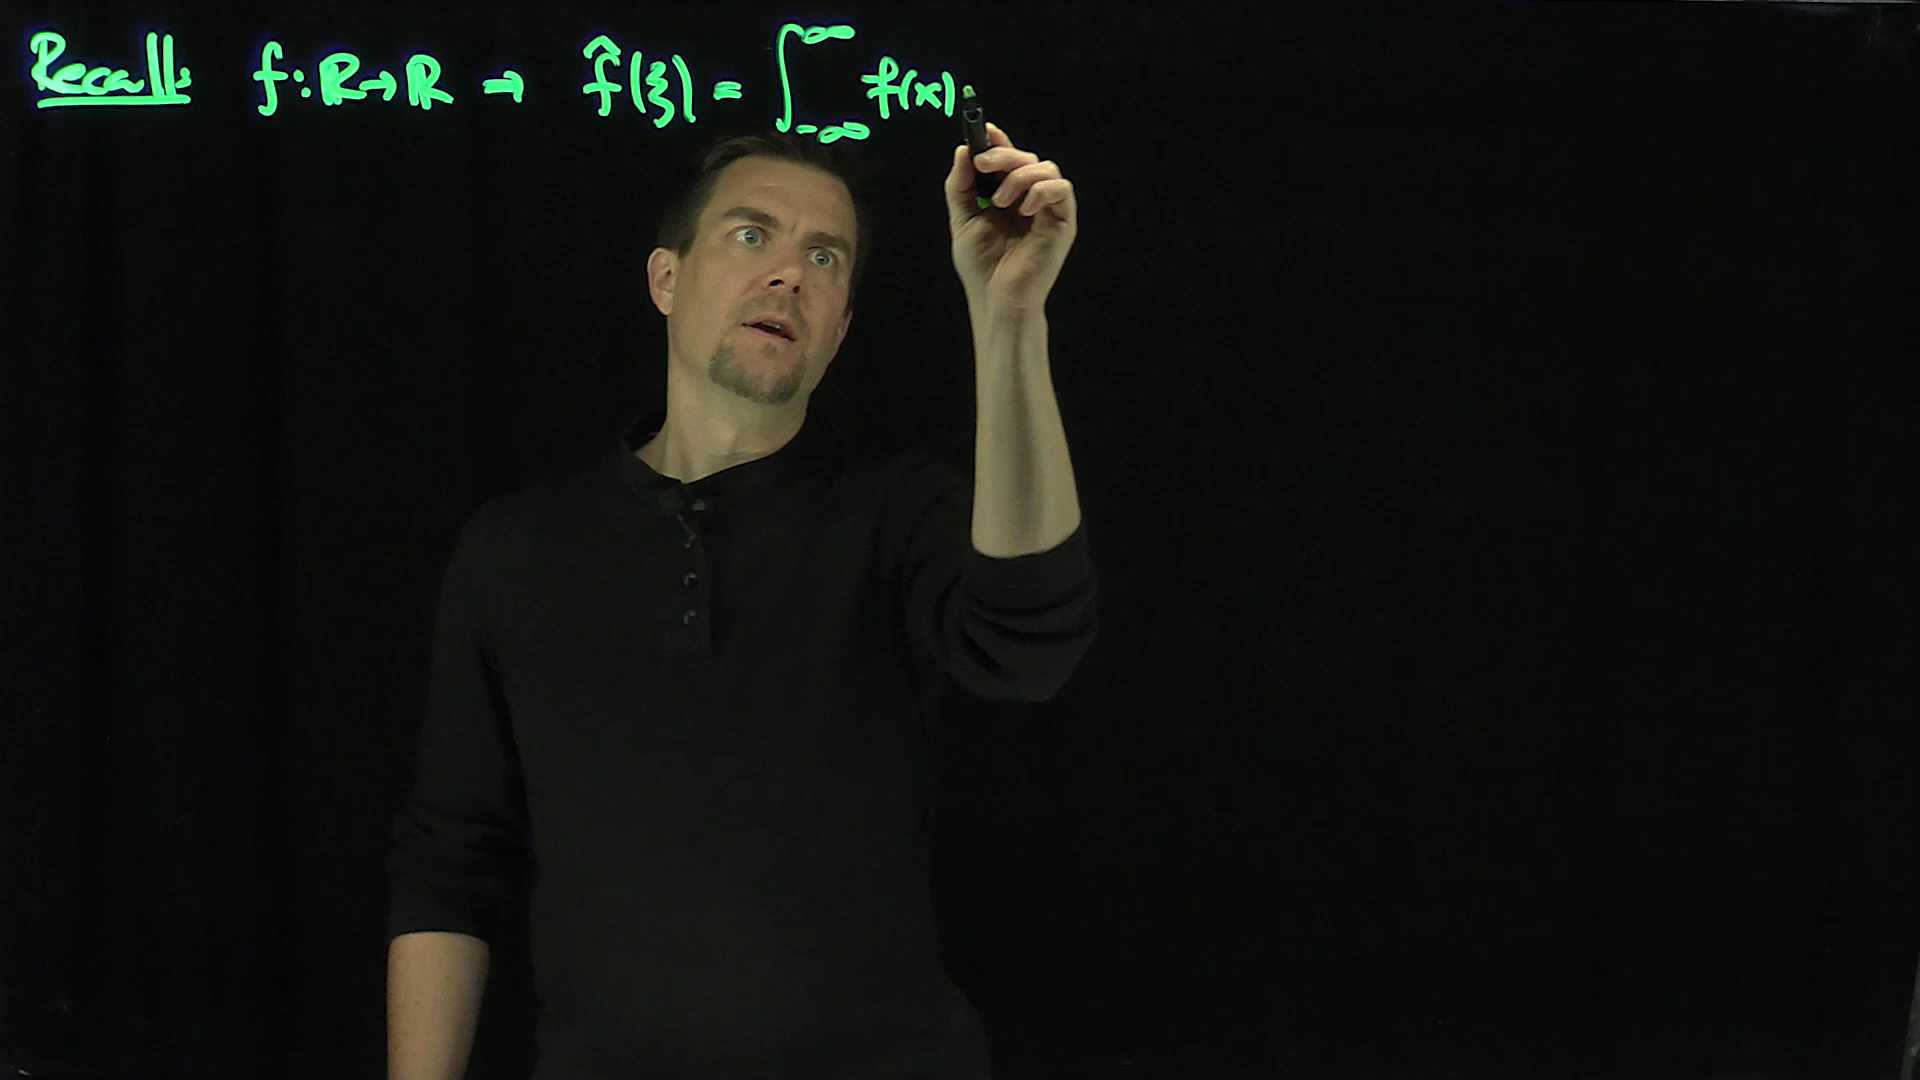 Recall: f: ℝ→ℝ ⇒ f̂(ξ) = ∫_{-∞}^{∞} f(x)